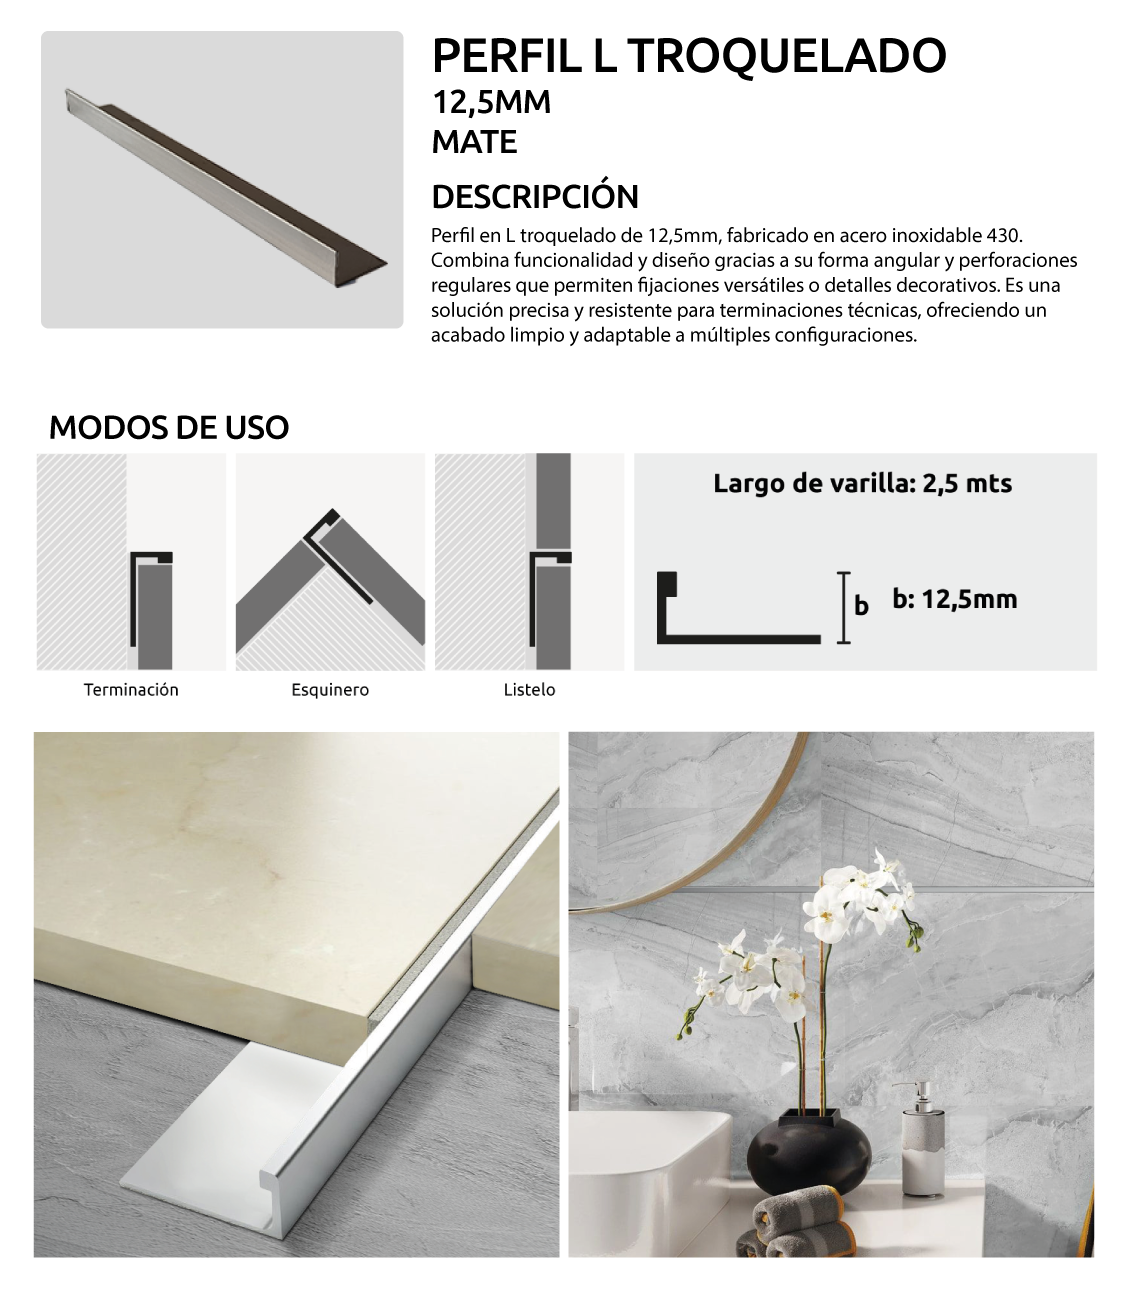 PERFIL L TROQUELADO
12,5MM
MATE
DESCRIPCIÓN
Perfil en L troquelado de 12,5mm, fabricado en acero inoxidable 430.
Combina funcionalidad y diseño gracias a su forma angular y perforaciones
regulares que permiten fijaciones versátiles o detalles decorativos. Es una
solución precisa y resistente para terminaciones técnicas, ofreciendo un
acabado limpio y adaptable a múltiples configuraciones.
MODOS DE USO
Largo de varilla: 2,5 mts
b
b: 12,5mm
Terminación
Esquinero
Listelo